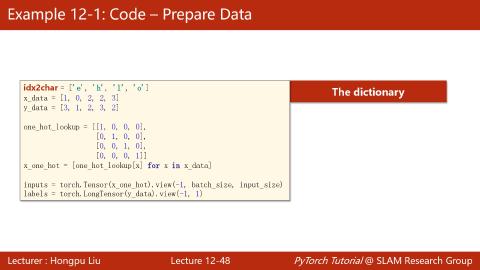 Example 12-1: Code – Prepare Data
idx2char = ['e', 'h', 'l', 'o']
x_data = [1, 0, 2, 2, 3]
y_data = [3, 1, 2, 3, 2]
one_hot_lookup = [[1, 0, 0, 0],
[0, 1, 0, 0],
[0, 0, 1, 0],
[0, 0, 0, 1]]
x_one_hot = [one_hot_lookup[x] for x in x_data]
inputs = torch.Tensor(x_one_hot).view(-1, batch_size, input_size)
labels = torch.LongTensor(y_data).view(-1, 1)
The dictionary
Lecturer : Hongpu Liu
Lecture 12-48
PyTorch Tutorial @ SLAM Research Group